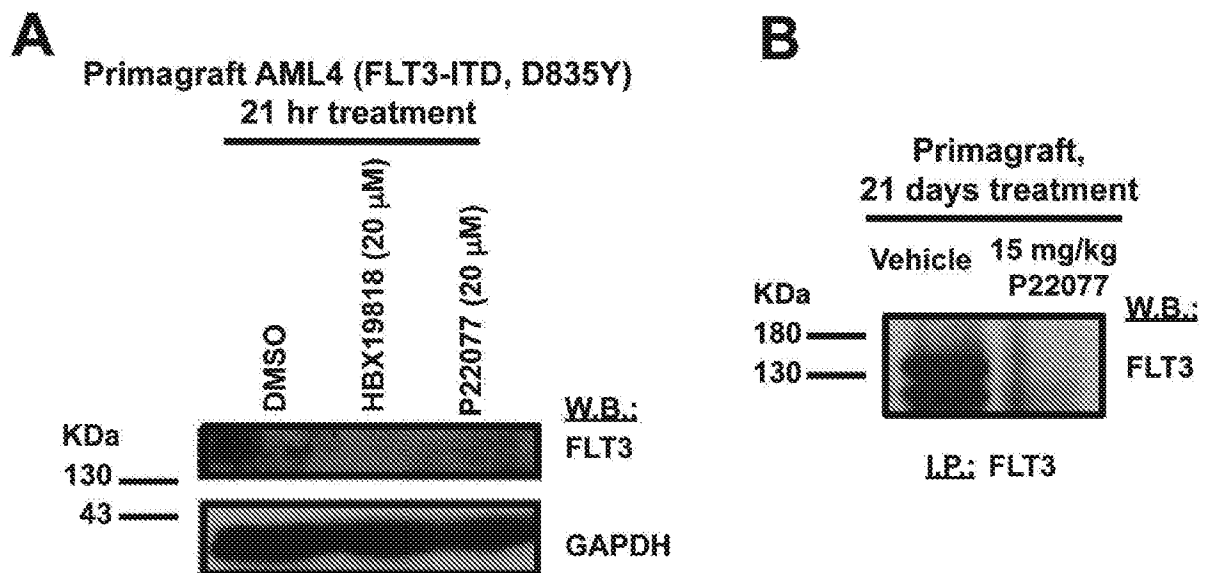 A
Primagraft AML4 (FLT3-ITD, D835Y)
21 hr treatment
DMSO
HBX19818 (20 µM)
P22077 (20 µM)
KDa
130
43
W.B.:
FLT3
GAPDH
B
Primagraft,
21 days treatment
Vehicle
15 mg/kg
P22077
KDa
180
130
W.B.:
FLT3
I.P.: FLT3